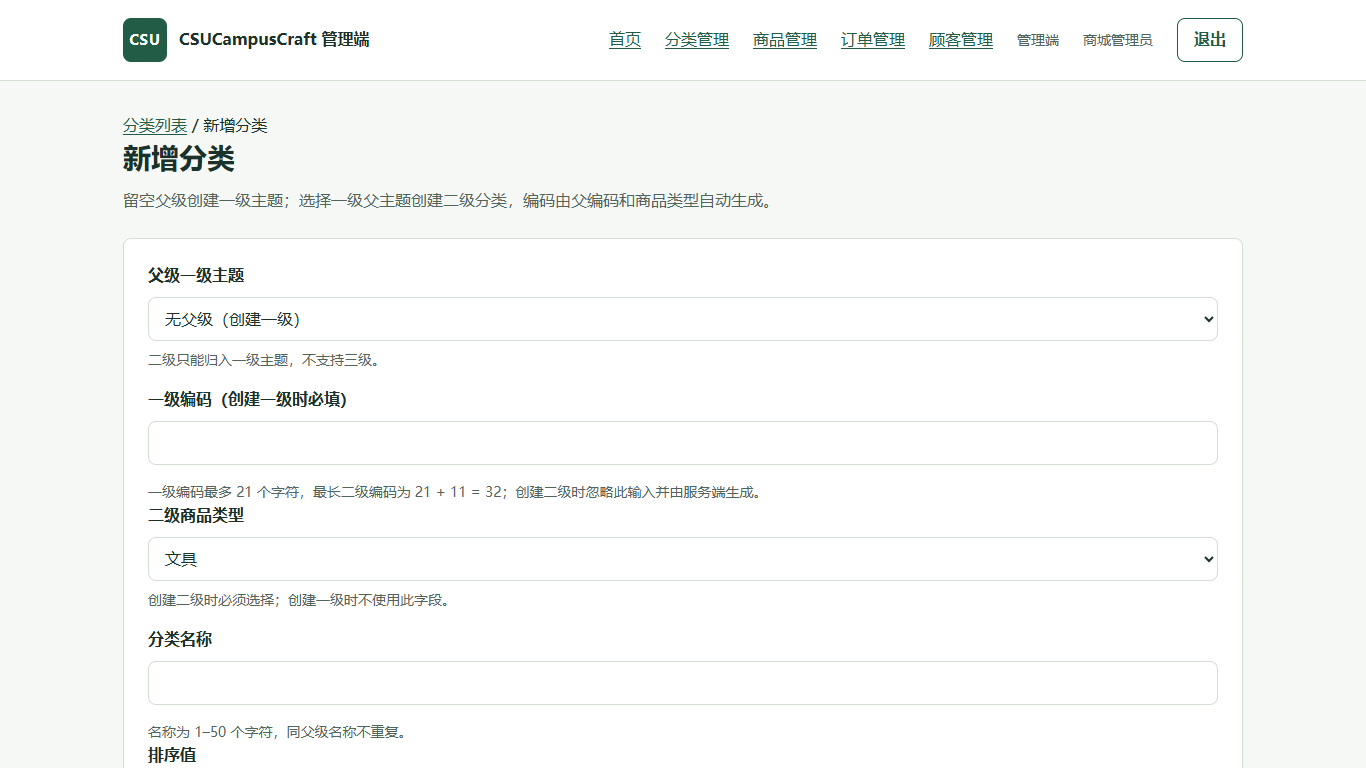 CSU CSUCampusCraft 管理端 首页 分类管理 商品管理 订单管理 顾客管理 管理端 商城管理员 退出
分类列表 / 新增分类
新增分类
留空父级创建一级主题；选择一级父主题创建二级分类，编码由父编码和商品类型自动生成。
父级一级主题
无父级（创建一级）
二级只能归入一级主题，不支持三级。
一级编码（创建一级时必填）
一级编码最多 21 个字符，最长二级编码为 21 + 11 = 32；创建二级时忽略此输入并由服务端生成。
二级商品类型
文具
创建二级时必须选择；创建一级时不使用此字段。
分类名称
名称为 1–50 个字符，同父级名称不重复。
排序值